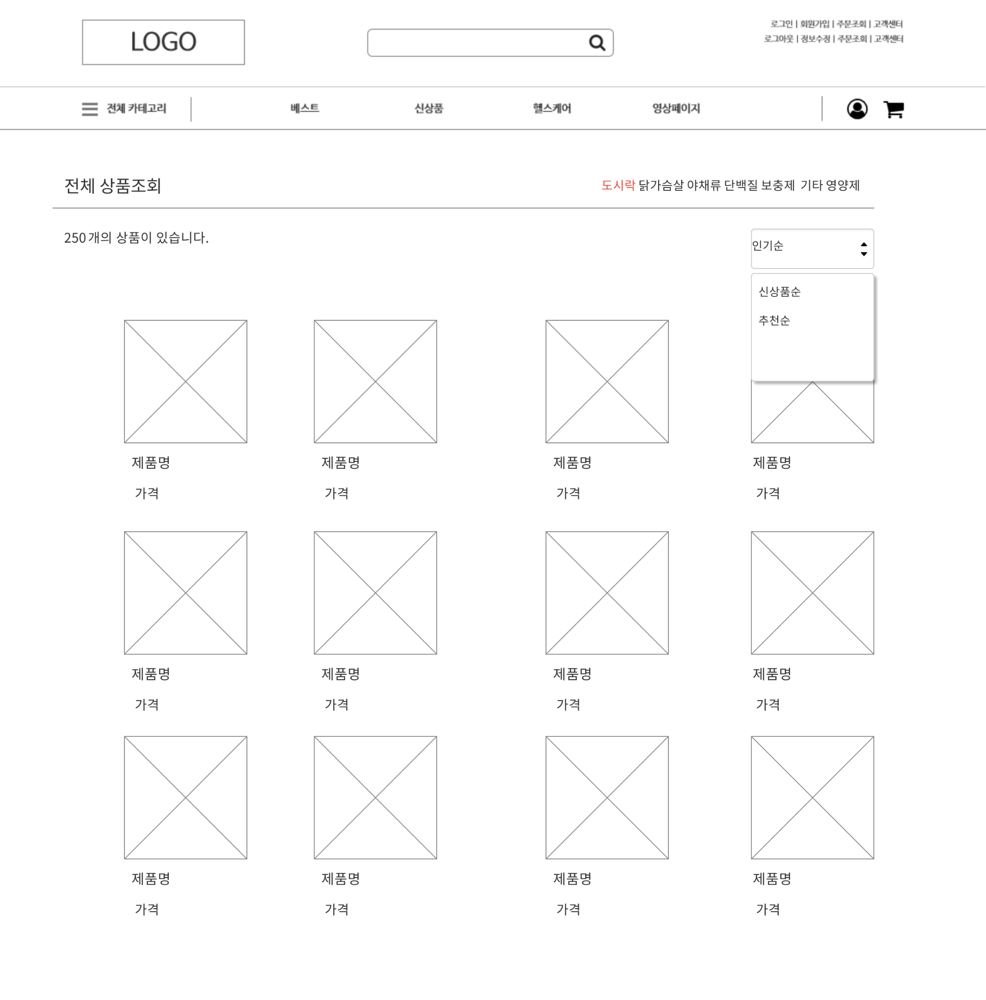 LOGO
로그인 | 회원가입 | 주문조회 | 고객센터
로그아웃 | 정보수정 | 주문조회 | 고객센터
전체 카테고리
베스트
신상품
헬스케어
영상페이지
전체 상품조회
도시락 닭가슴살 야채류 단백질 보충제 기타 영양제
250개의 상품이 있습니다.
인기순
신상품순
추천순
제품명
제품명
제품명
제품명
가격
가격
가격
가격
제품명
제품명
제품명
제품명
가격
가격
가격
가격
제품명
제품명
제품명
제품명
가격
가격
가격
가격